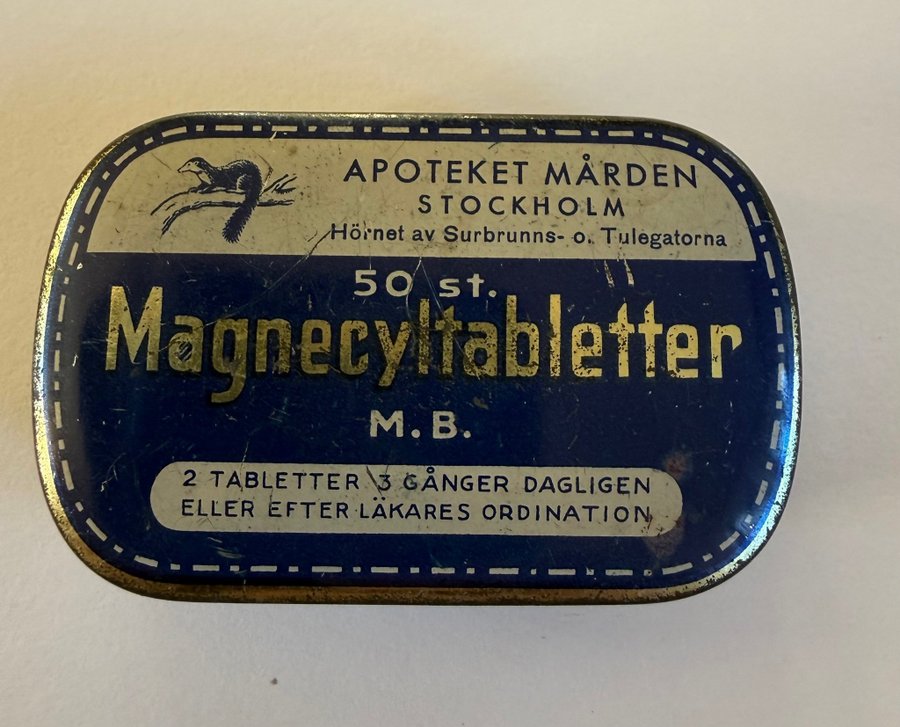 APOTEKET MÅRDEN
STOCKHOLM
Hörnet av Surbrunns- o. Tulegatorna
50 st.
Magnecyltabletter
M.B.
2 TABLETTER 3 GÅNGER DAGLIGEN
ELLER EFTER LÄKARES ORDINATION